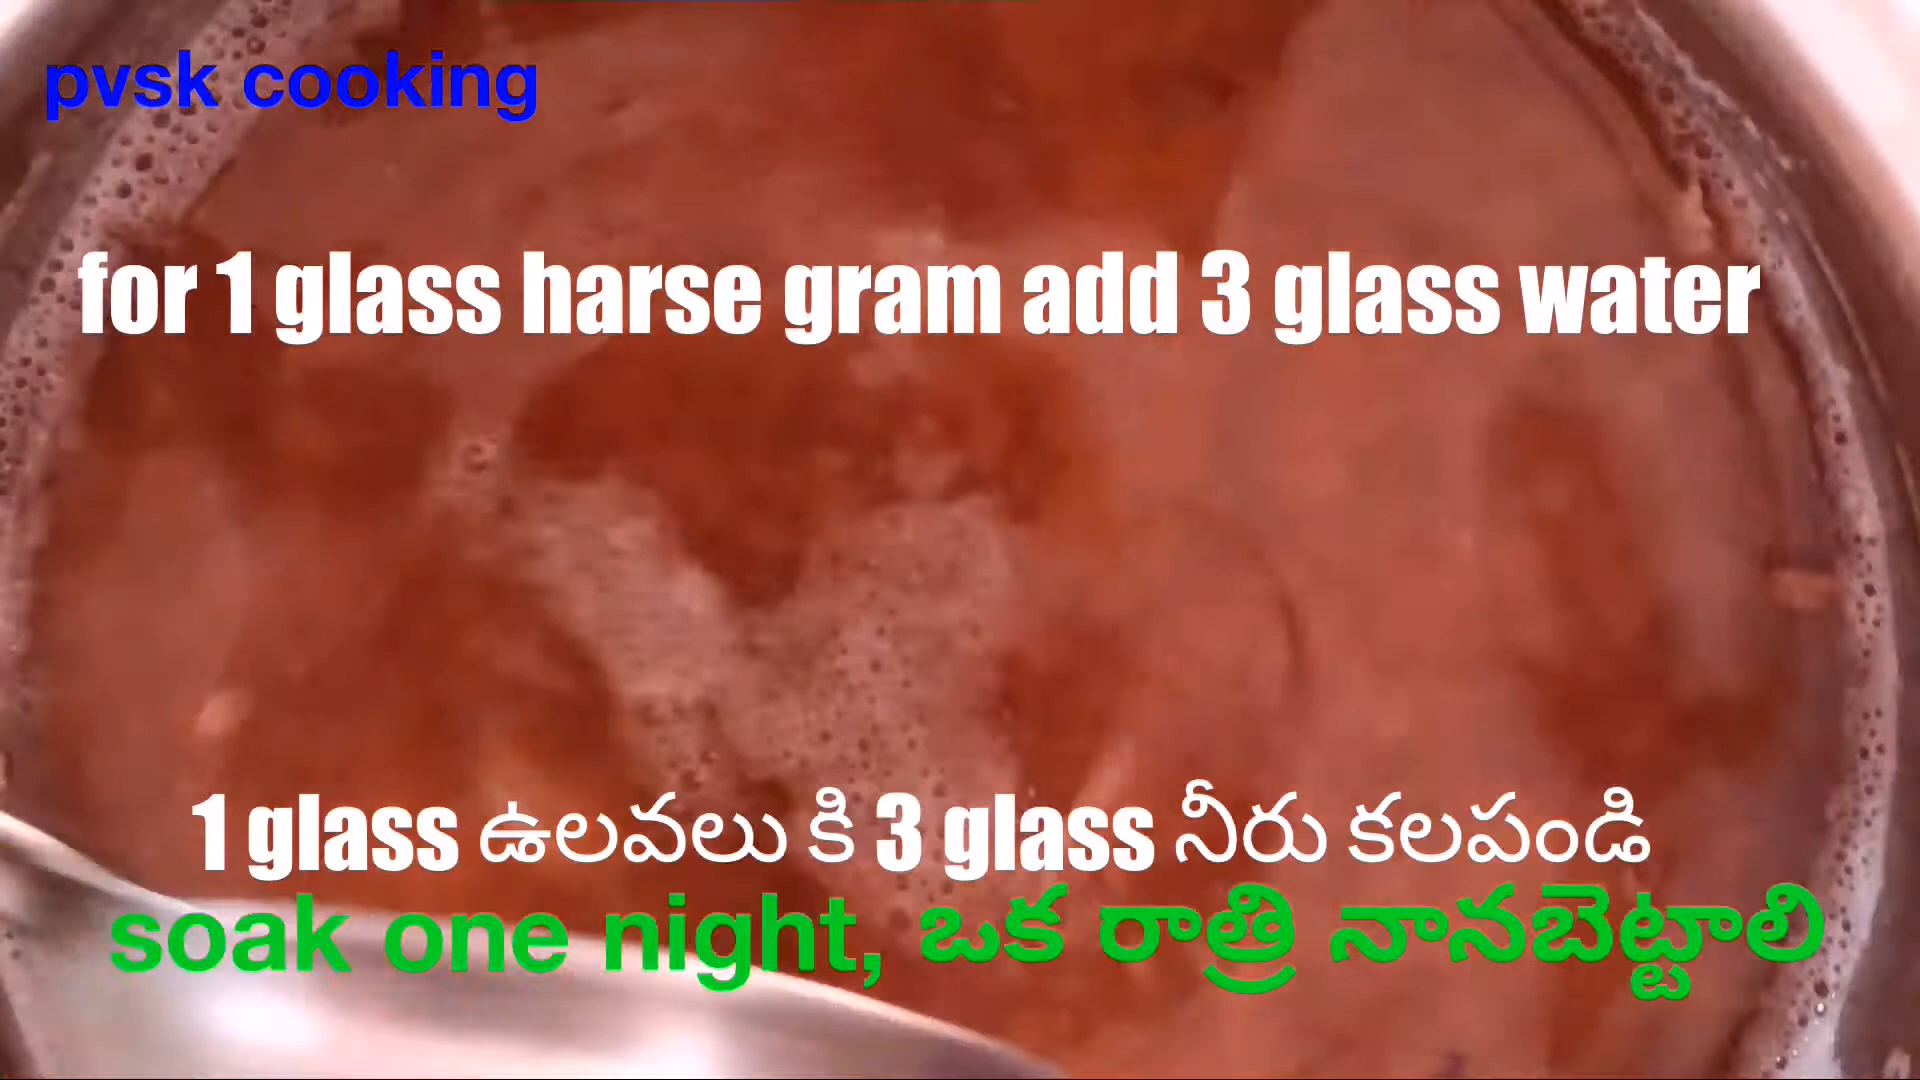 pvsk cooking
for 1 glass harse gram add 3 glass water
1 glass ఉలవలు కి 3 glass నీరు కలపండి
soak one night, ఒక రాత్రి నానబెట్టాలి